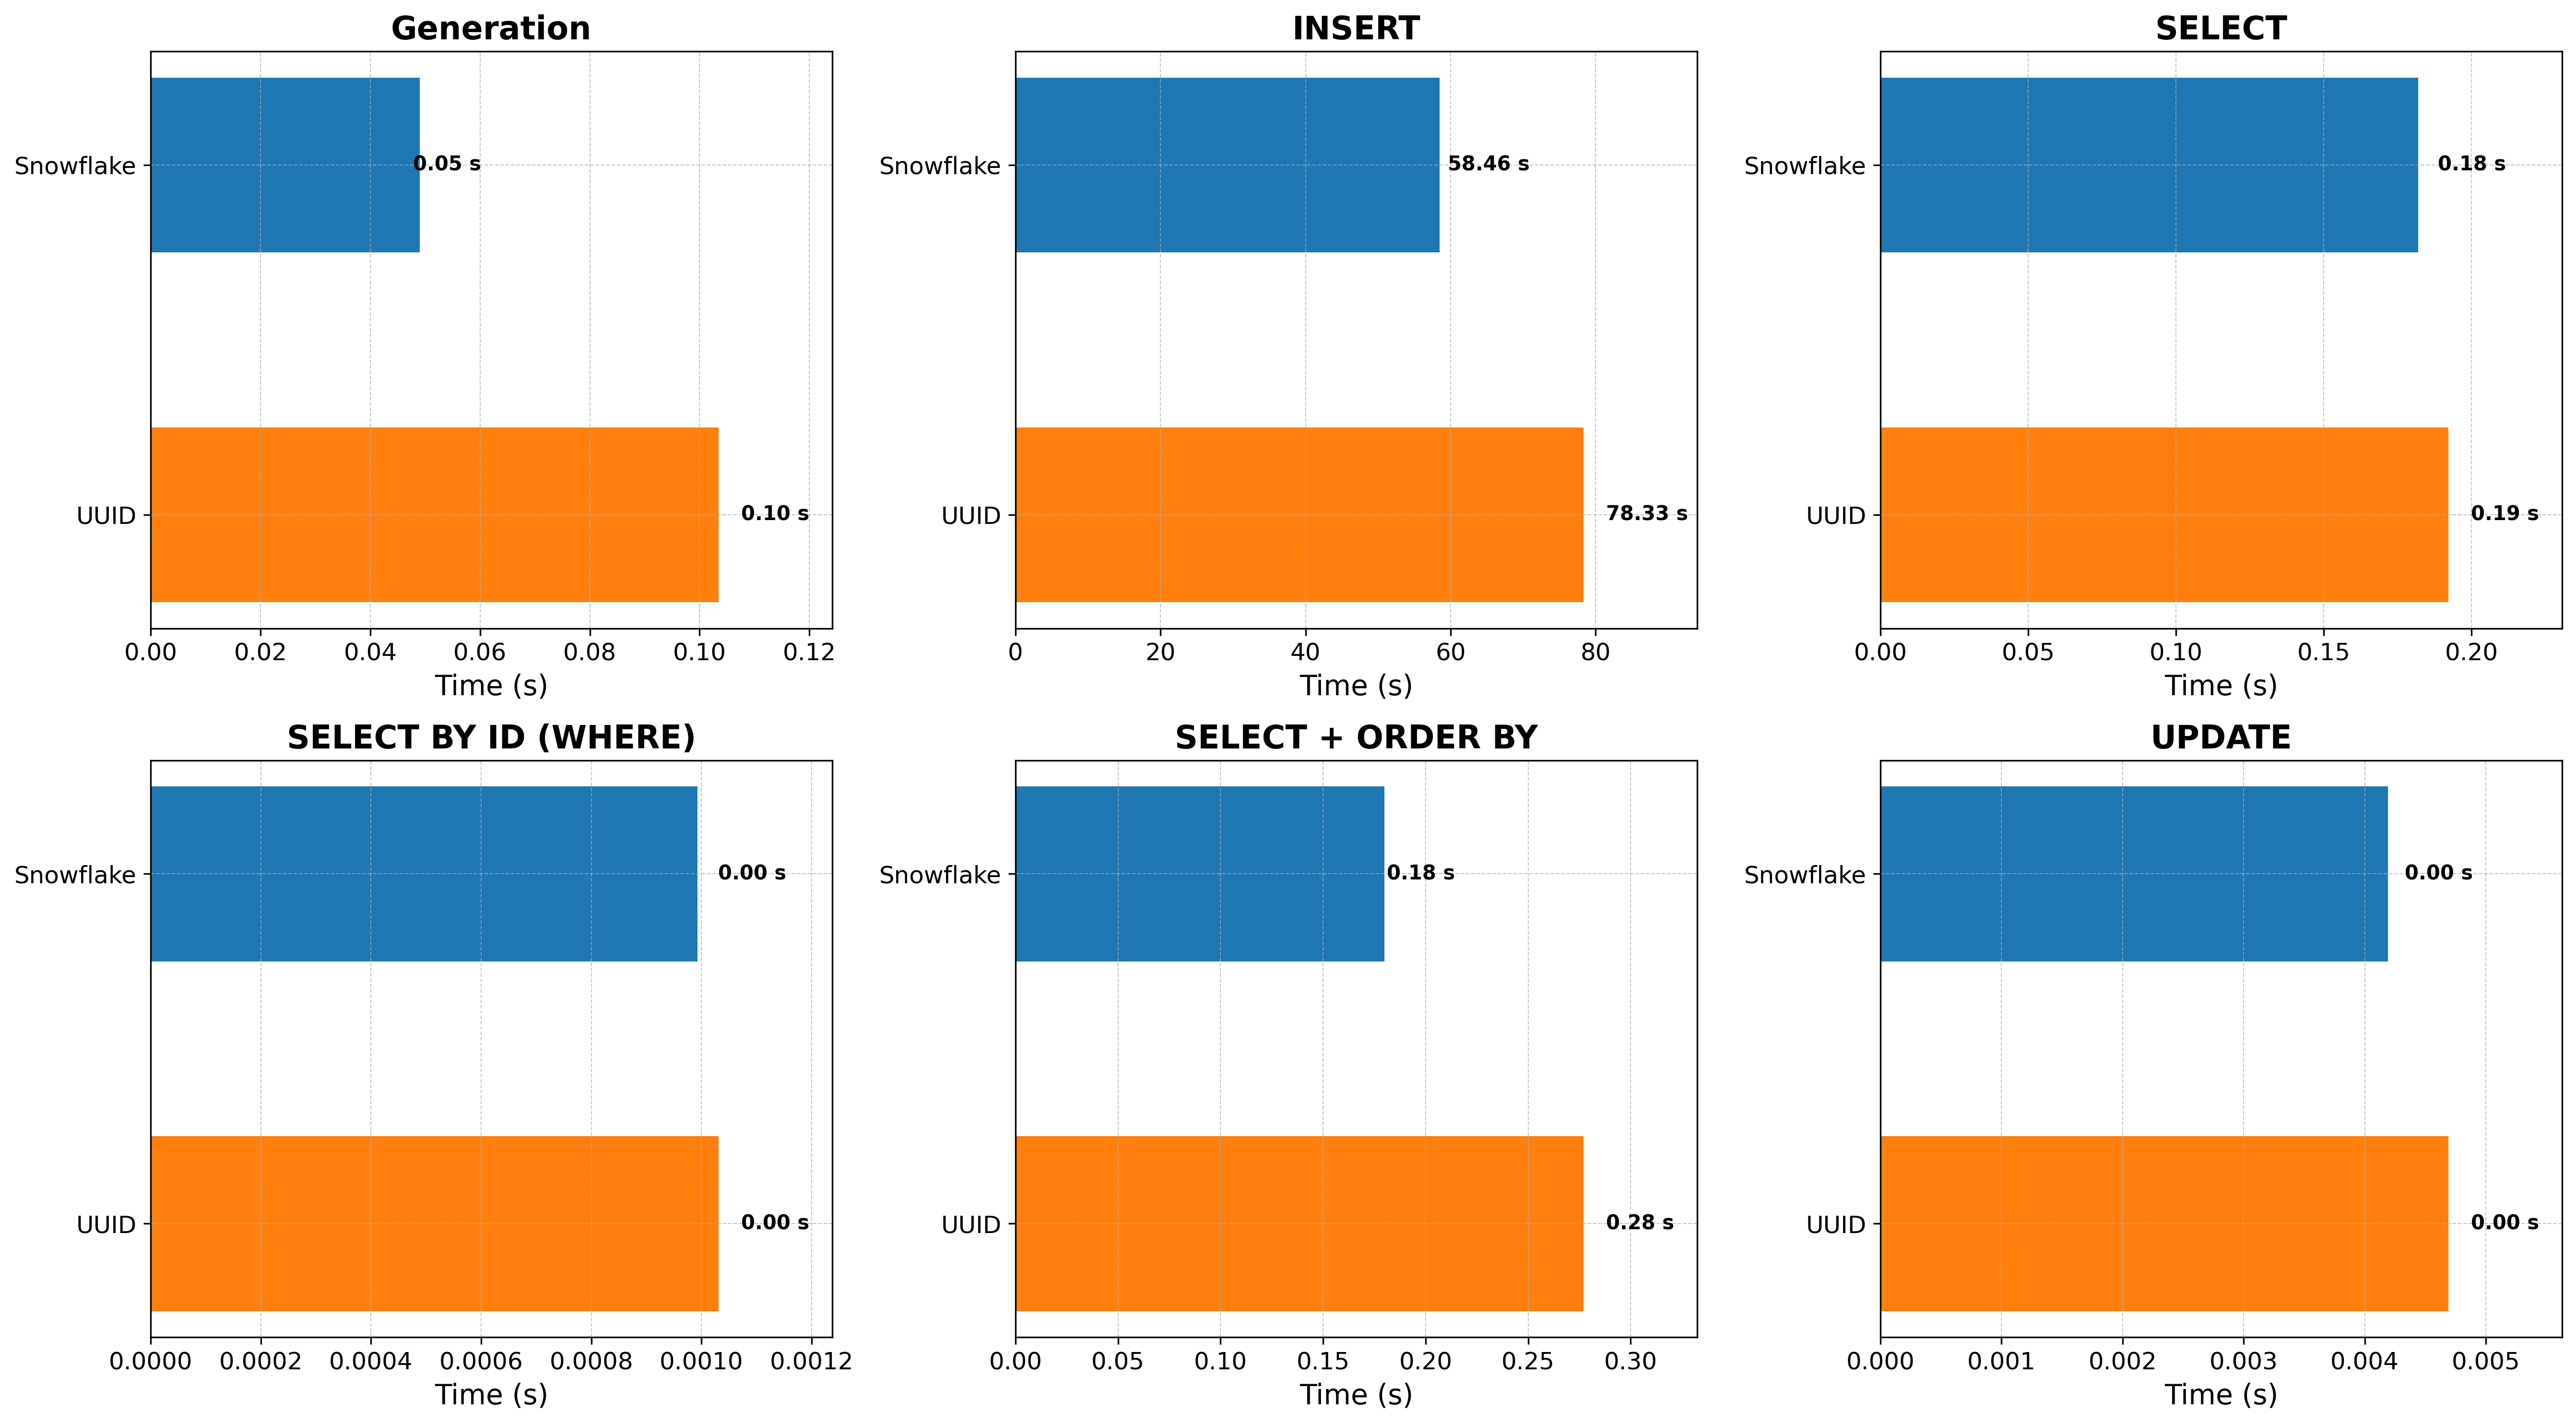 Generation
Snowflake
0.05 s
UUID
0.10 s
0.00 0.02 0.04 0.06 0.08 0.10 0.12
Time (s)
INSERT
Snowflake
58.46 s
UUID
78.33 s
0 20 40 60 80
Time (s)
SELECT
Snowflake
0.18 s
UUID
0.19 s
0.00 0.05 0.10 0.15 0.20
Time (s)
SELECT BY ID (WHERE)
Snowflake
0.00 s
UUID
0.00 s
0.0000 0.0002 0.0004 0.0006 0.0008 0.0010 0.0012
Time (s)
SELECT + ORDER BY
Snowflake
0.18 s
UUID
0.28 s
0.00 0.05 0.10 0.15 0.20 0.25 0.30
Time (s)
UPDATE
Snowflake
0.00 s
UUID
0.00 s
0.000 0.001 0.002 0.003 0.004 0.005
Time (s)